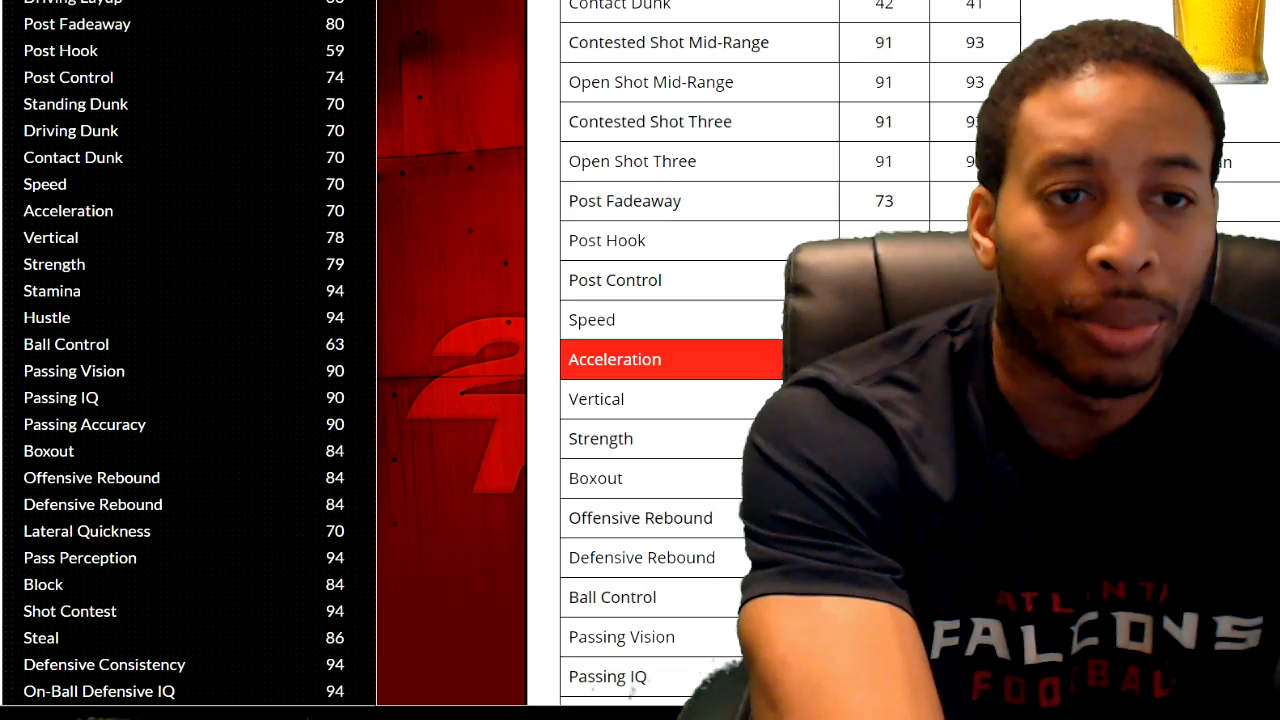 Post Fadeaway 80
Post Hook 59
Post Control 74
Standing Dunk 70
Driving Dunk 70
Contact Dunk 70
Speed 70
Acceleration 70
Vertical 78
Strength 79
Stamina 94
Hustle 94
Ball Control 63
Passing Vision 90
Passing IQ 90
Passing Accuracy 90
Boxout 84
Offensive Rebound 84
Defensive Rebound 84
Lateral Quickness 70
Pass Perception 94
Block 84
Shot Contest 94
Steal 86
Defensive Consistency 94
On-Ball Defensive IQ 94
Contact Dunk 42 41
Contested Shot Mid-Range 91 93
Open Shot Mid-Range 91 93
Contested Shot Three 91
Open Shot Three 91
Post Fadeaway 73
Post Hook
Post Control
Speed
Acceleration
Vertical
Strength
Boxout
Offensive Rebound
Defensive Rebound
Ball Control
Passing Vision
Passing IQ
ATLANTA
FALCONS
FOOTBALL